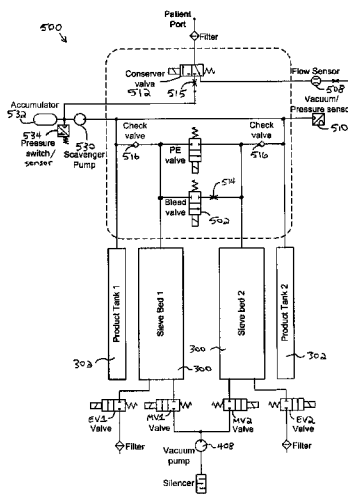 500
Patient
Port
Filter
Conserver
valve
512
515
Flow Sensor
508
Vacuum/
Pressure sensor
510
Accumulator
532
534
Pressure switch/
sensor
530
Scavenger
Pump
Check
valve
516
PE
valve
Check
valve
516
Bleed
valve
514
502
Product Tank 1
Sieve Bed 1
Sieve bed 2
Product Tank 2
302
300
300
302
EV1
Valve
MV1
Valve
MV2
Valve
EV2
Valve
Filter
Vacuum
pump
408
Filter
Silencer